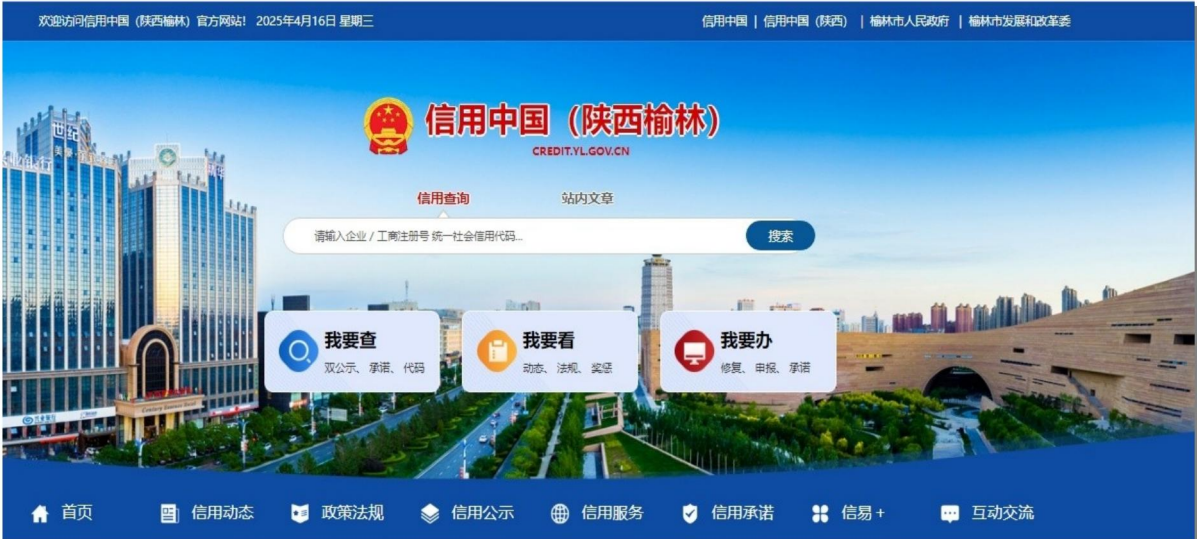 欢迎访问信用中国（陕西榆林）官方网站！ 2025年4月16日 星期三
信用中国 | 信用中国（陕西） | 榆林市人民政府 | 榆林市发展和改革委
信用中国（陕西榆林）
CREDIT.YL.GOV.CN
信用查询 站内文章
请输入企业 / 工商注册号 统一社会信用代码...
搜索
世纪
我要查
双公示、 承诺、 代码
我要看
动态、 法规、 奖惩
我要办
修复、 申报、 承诺
首页 信用动态 政策法规 信用公示 信用服务 信用承诺 信易+ 互动交流